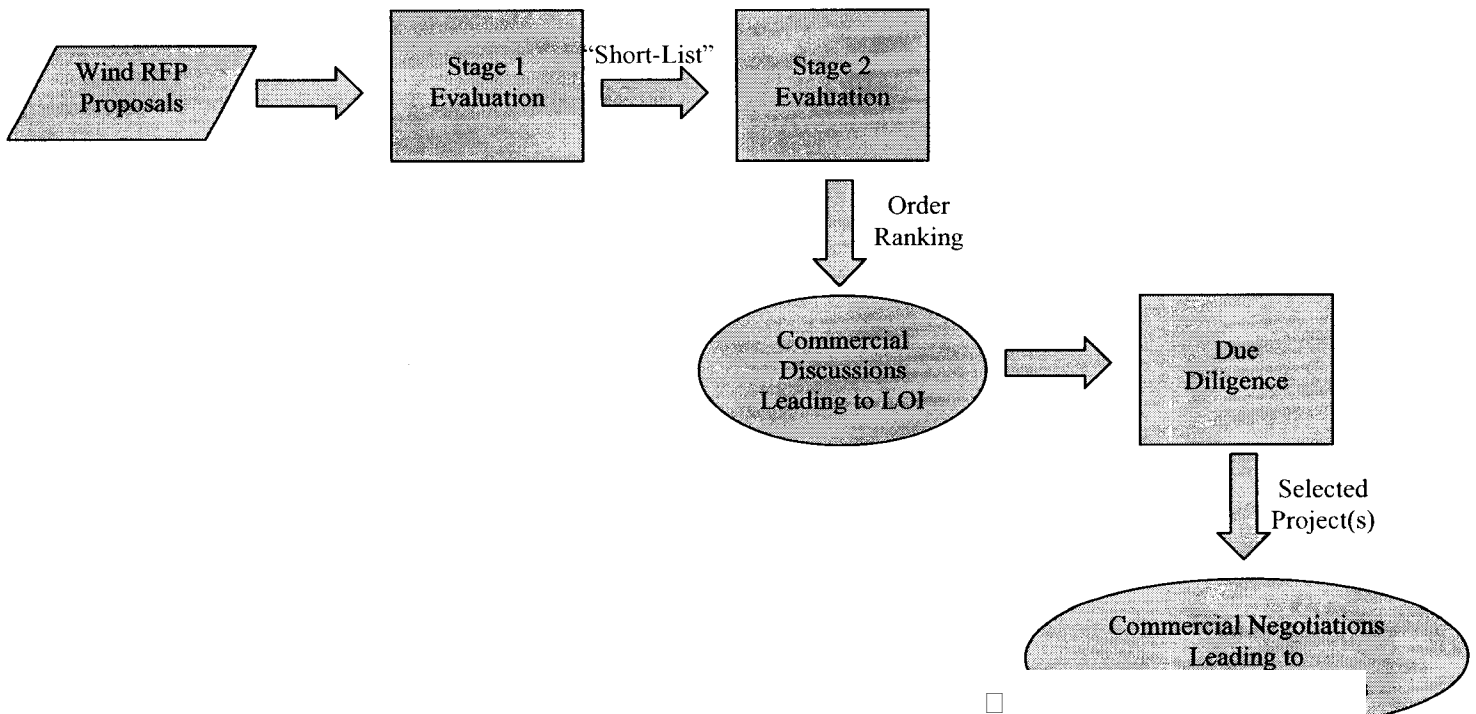 Wind RFP
Proposals
Stage 1
Evaluation
“Short-List”
Stage 2
Evaluation
Order
Ranking
Commercial
Discussions
Leading to LOI
Due
Diligence
Selected
Project(s)
Commercial Negotiations
Leading to